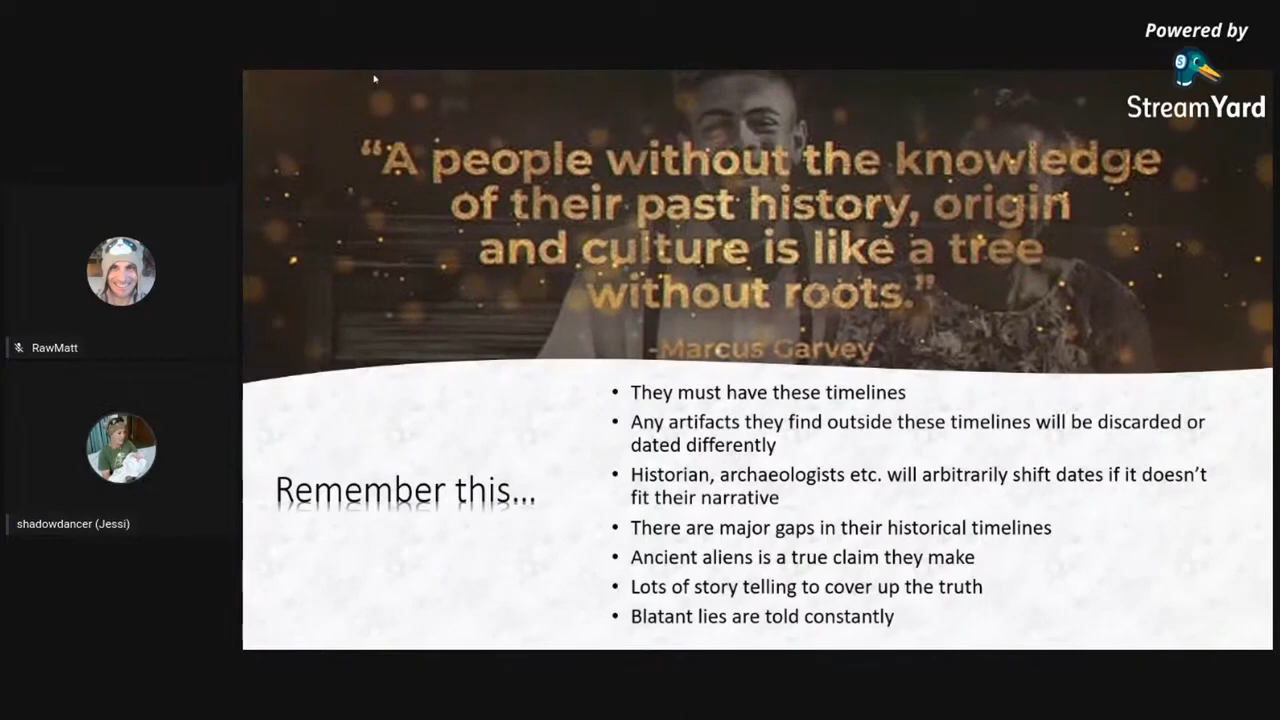 Powered by
StreamYard
“A people without the knowledge
of their past history, origin
and culture is like a tree
without roots.”
-Marcus Garvey
RawMatt
shadowdancer (Jessi)
Remember this...
• They must have these timelines
• Any artifacts they find outside these timelines will be discarded or
dated differently
• Historian, archaeologists etc. will arbitrarily shift dates if it doesn’t
fit their narrative
• There are major gaps in their historical timelines
• Ancient aliens is a true claim they make
• Lots of story telling to cover up the truth
• Blatant lies are told constantly